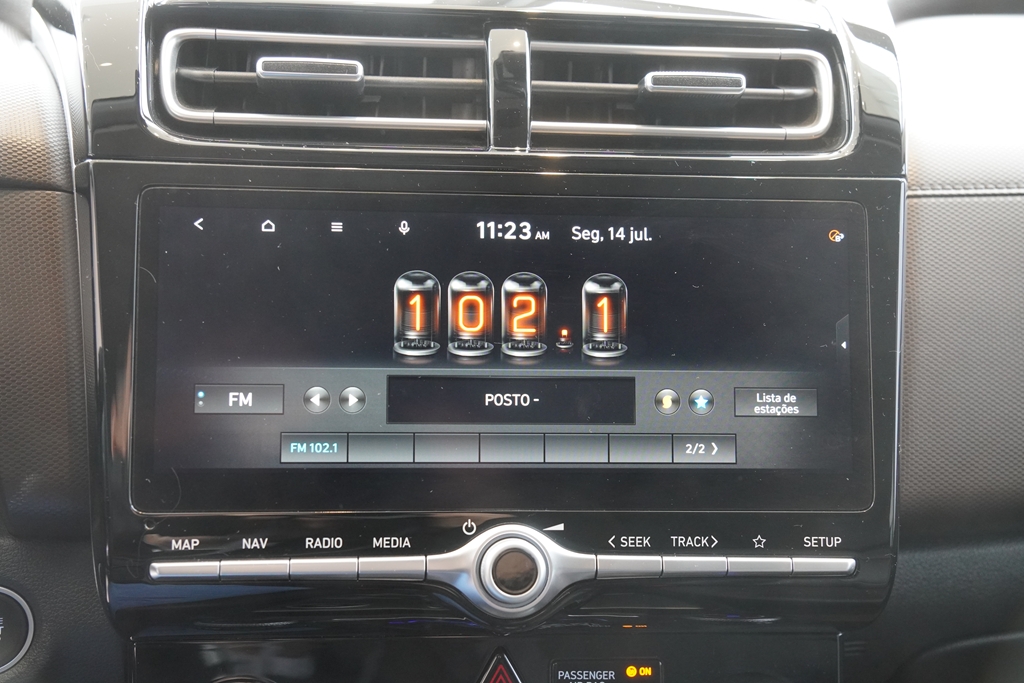 11:23 AM Seg, 14 jul.
102.1
FM
POSTO -
Lista de
estações
FM 102.1
2/2
MAP NAV RADIO MEDIA SEEK TRACK SETUP
PASSENGER
ON